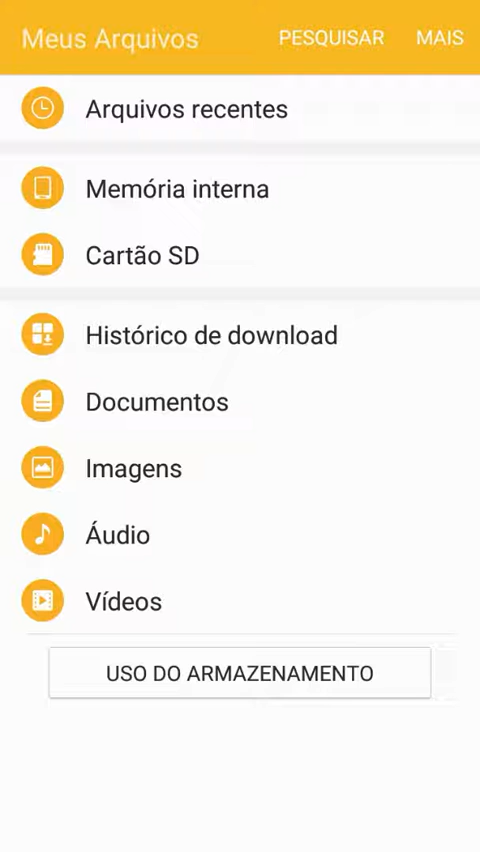 Meus Arquivos PESQUISAR MAIS
Arquivos recentes
Memória interna
Cartão SD
Histórico de download
Documentos
Imagens
Áudio
Vídeos
USO DO ARMAZENAMENTO